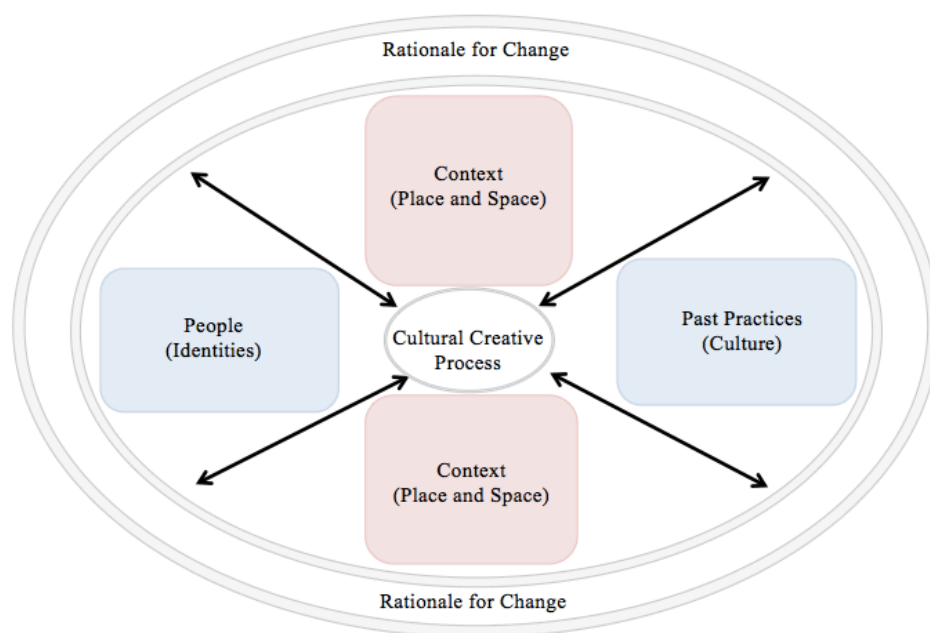 Rationale for Change
Context
(Place and Space)
People
(Identities)
Cultural Creative
Process
Past Practices
(Culture)
Context
(Place and Space)
Rationale for Change